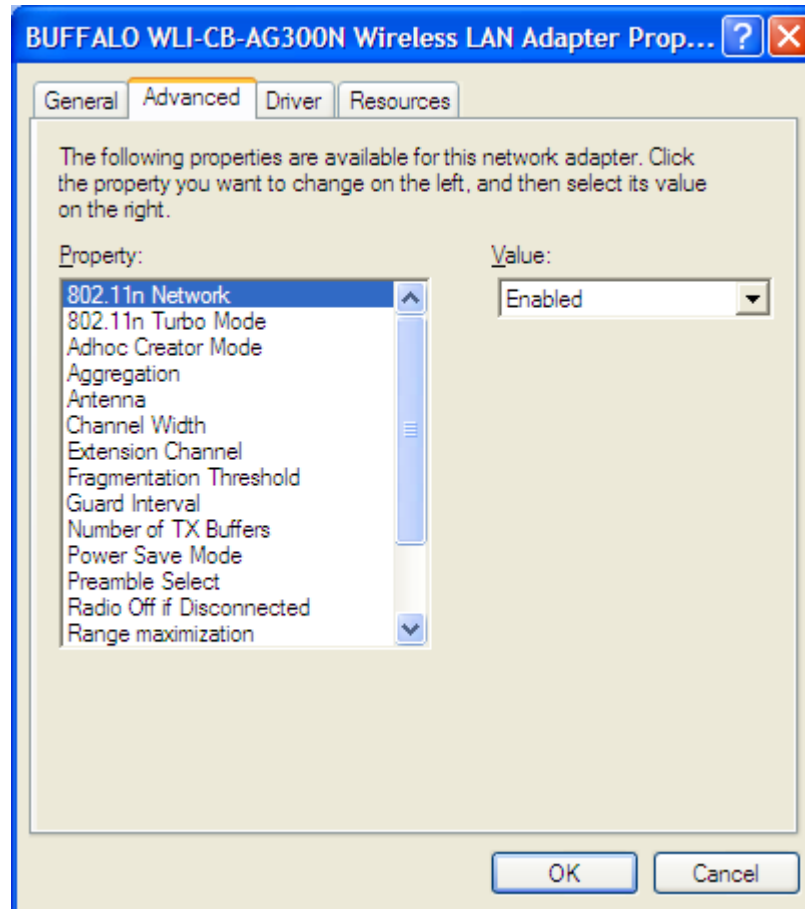 BUFFALO WLI-CB-AG300N Wireless LAN Adapter Prop...
General Advanced Driver Resources
The following properties are available for this network adapter. Click
the property you want to change on the left, and then select its value
on the right.
Property: Value:
802.11n Network Enabled
802.11n Turbo Mode
Adhoc Creator Mode
Aggregation
Antenna
Channel Width
Extension Channel
Fragmentation Threshold
Guard Interval
Number of TX Buffers
Power Save Mode
Preamble Select
Radio Off if Disconnected
Range maximization
OK Cancel